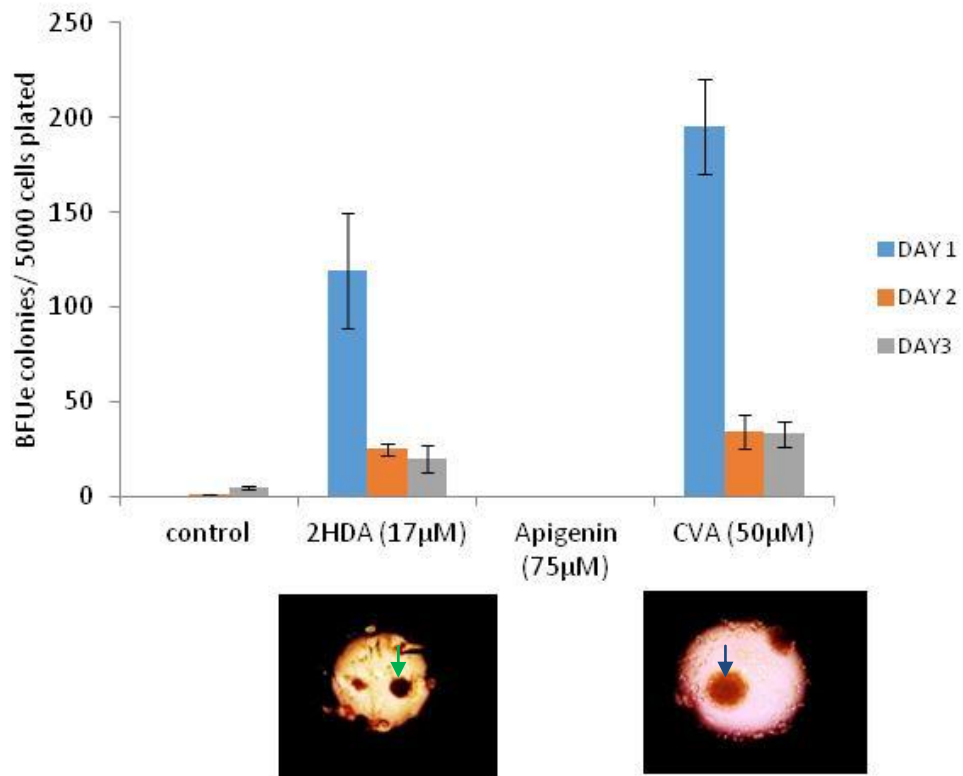 BFUe colonies/ 5000 cells plated
250
200
150
100
50
0
control
2HDA (17µM)
Apigenin
(75µM)
CVA (50µM)
DAY 1
DAY 2
DAY3